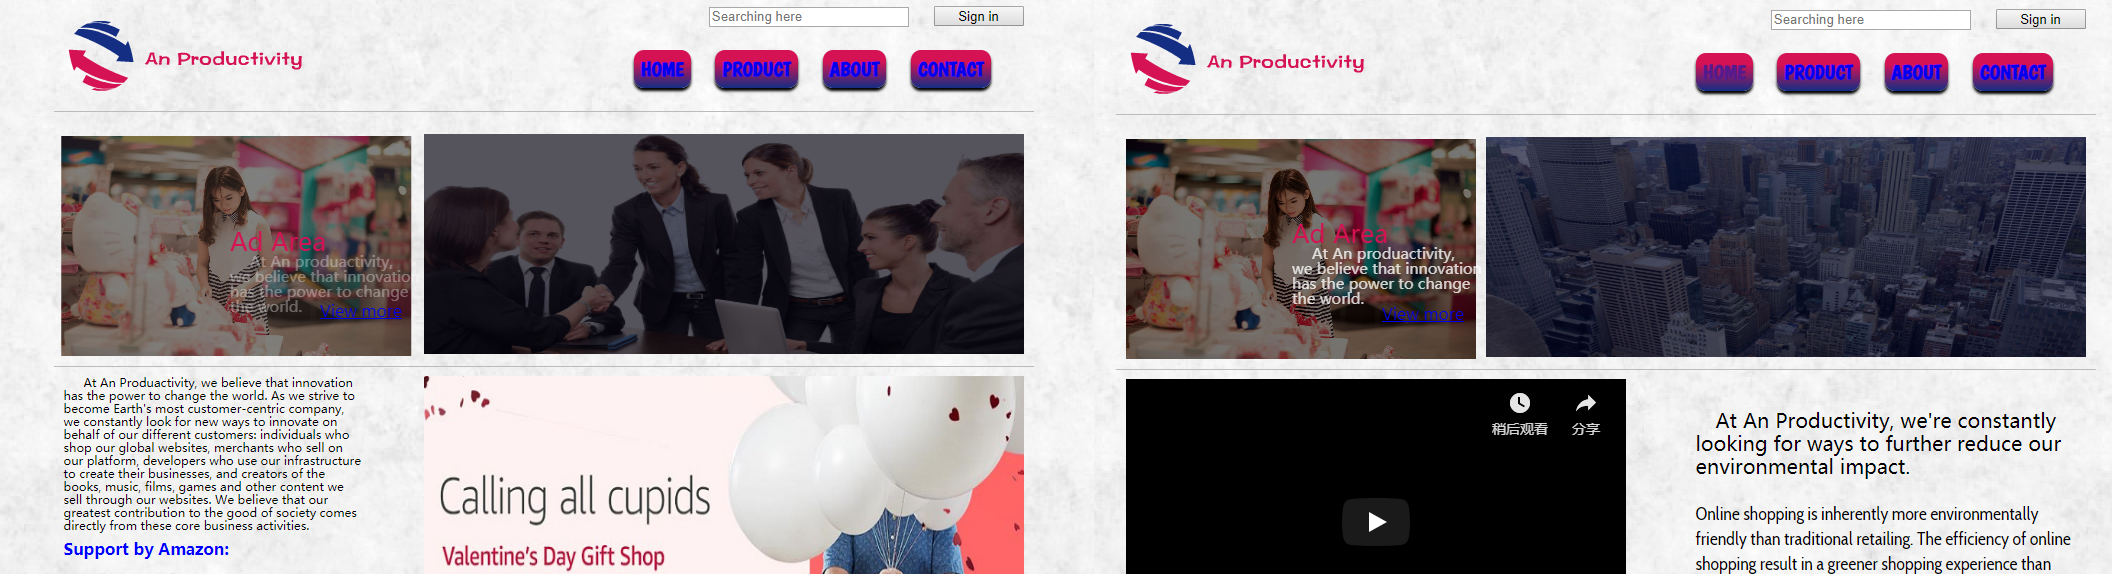 Searching here
Sign in
An Productivity
HOME
PRODUCT
ABOUT
CONTACT
Ad Area
At An produactivity,
we believe that innovation
has the power to change
the world.
View more
At An Produactivity, we believe that innovation
has the power to change the world. As we strive to
become Earth's most customer-centric company,
we constantly look for new ways to innovate on
behalf of our different customers: individuals who
shop our global websites, merchants who sell on
our platform, developers who use our infrastructure
to create their businesses, and creators of the
books, music, films, games and other content we
sell through our websites. We believe that our
greatest contribution to the good of society comes
directly from these core business activities.
Support by Amazon:
Calling all cupids
Valentine's Day Gift Shop
Searching here
Sign in
An Productivity
HOME
PRODUCT
ABOUT
CONTACT
Ad Area
At An produactivity,
we believe that innovation
has the power to change
the world.
View more
稍后观看
分享
At An Productivity, we're constantly
looking for ways to further reduce our
environmental impact.
Online shopping is inherently more environmentally
friendly than traditional retailing. The efficiency of online
shopping result in a greener shopping experience than